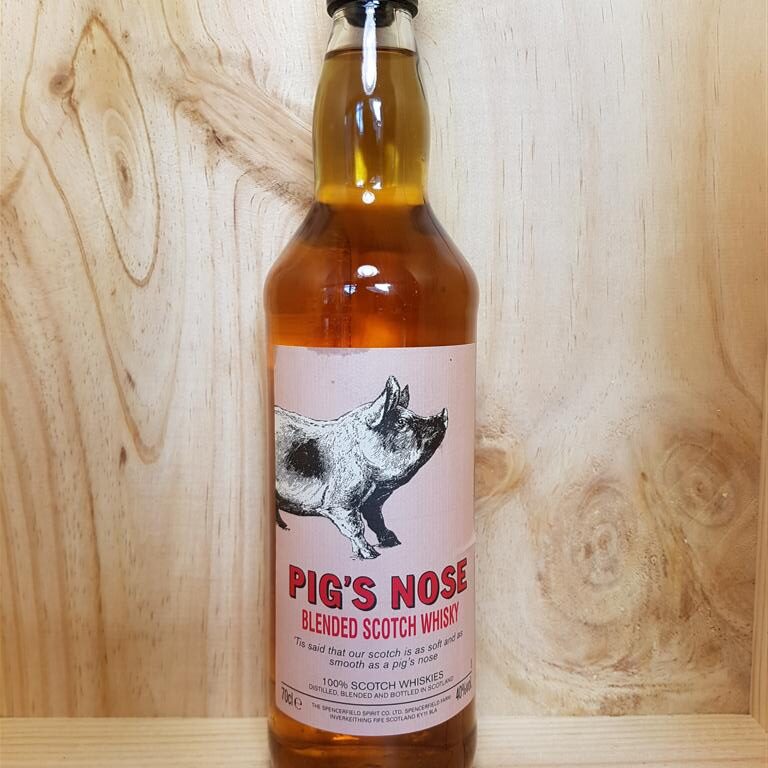 PIG'S NOSE
BLENDED SCOTCH WHISKY
'Tis said that our scotch is as soft and as
smooth as a pig's nose
100% SCOTCH WHISKIES
DISTILLED, BLENDED AND BOTTLED IN SCOTLAND
70cl ℮ 40%vol.
THE SPENCERFIELD SPIRIT CO. LTD. SPENCERFIELD FARM
INVERKEITHING FIFE SCOTLAND KY11 8LA